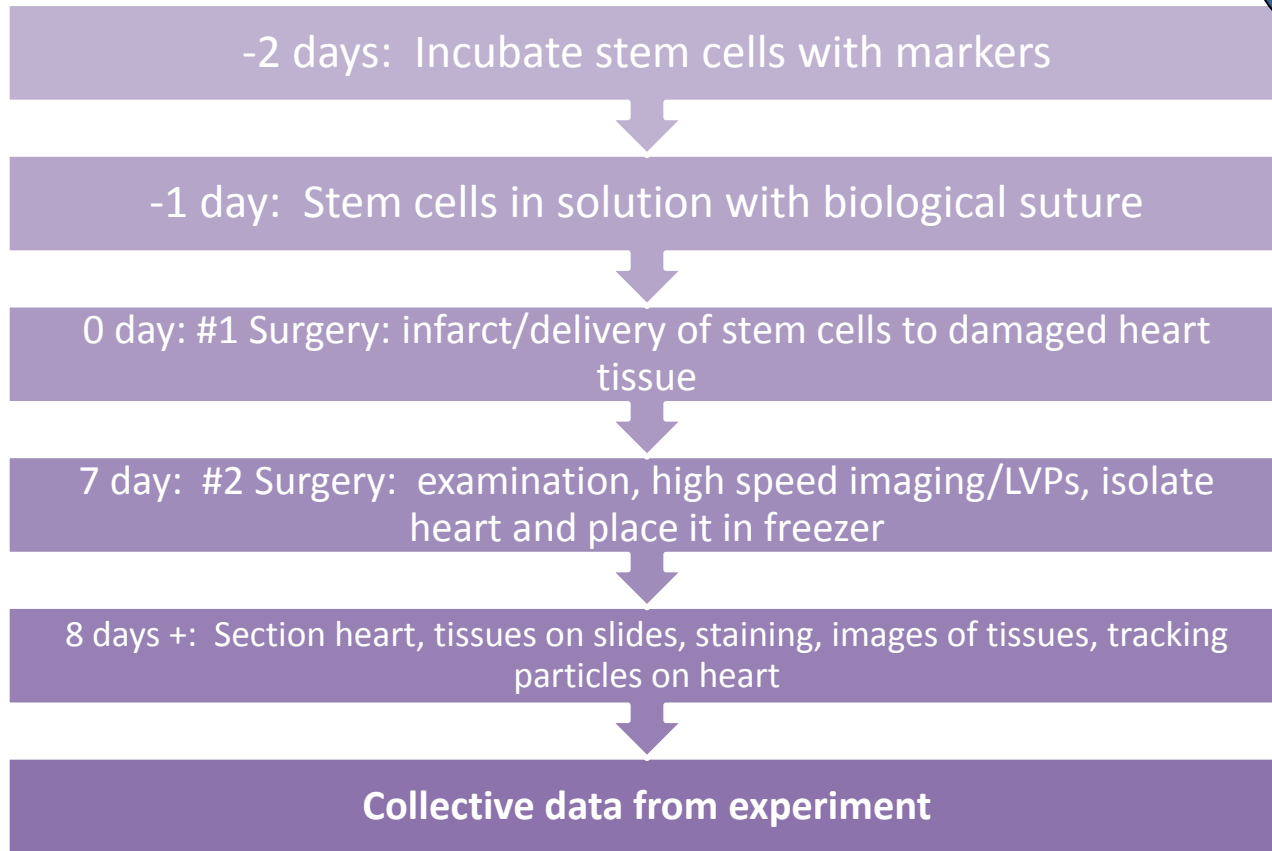 -2 days:  Incubate stem cells with markers
-1 day:  Stem cells in solution with biological suture
0 day: #1 Surgery: infarct/delivery of stem cells to damaged heart
tissue
7 day:  #2 Surgery:  examination, high speed imaging/LVPs, isolate
heart and place it in freezer
8 days +:  Section heart, tissues on slides, staining, images of tissues, tracking
particles on heart
Collective data from experiment